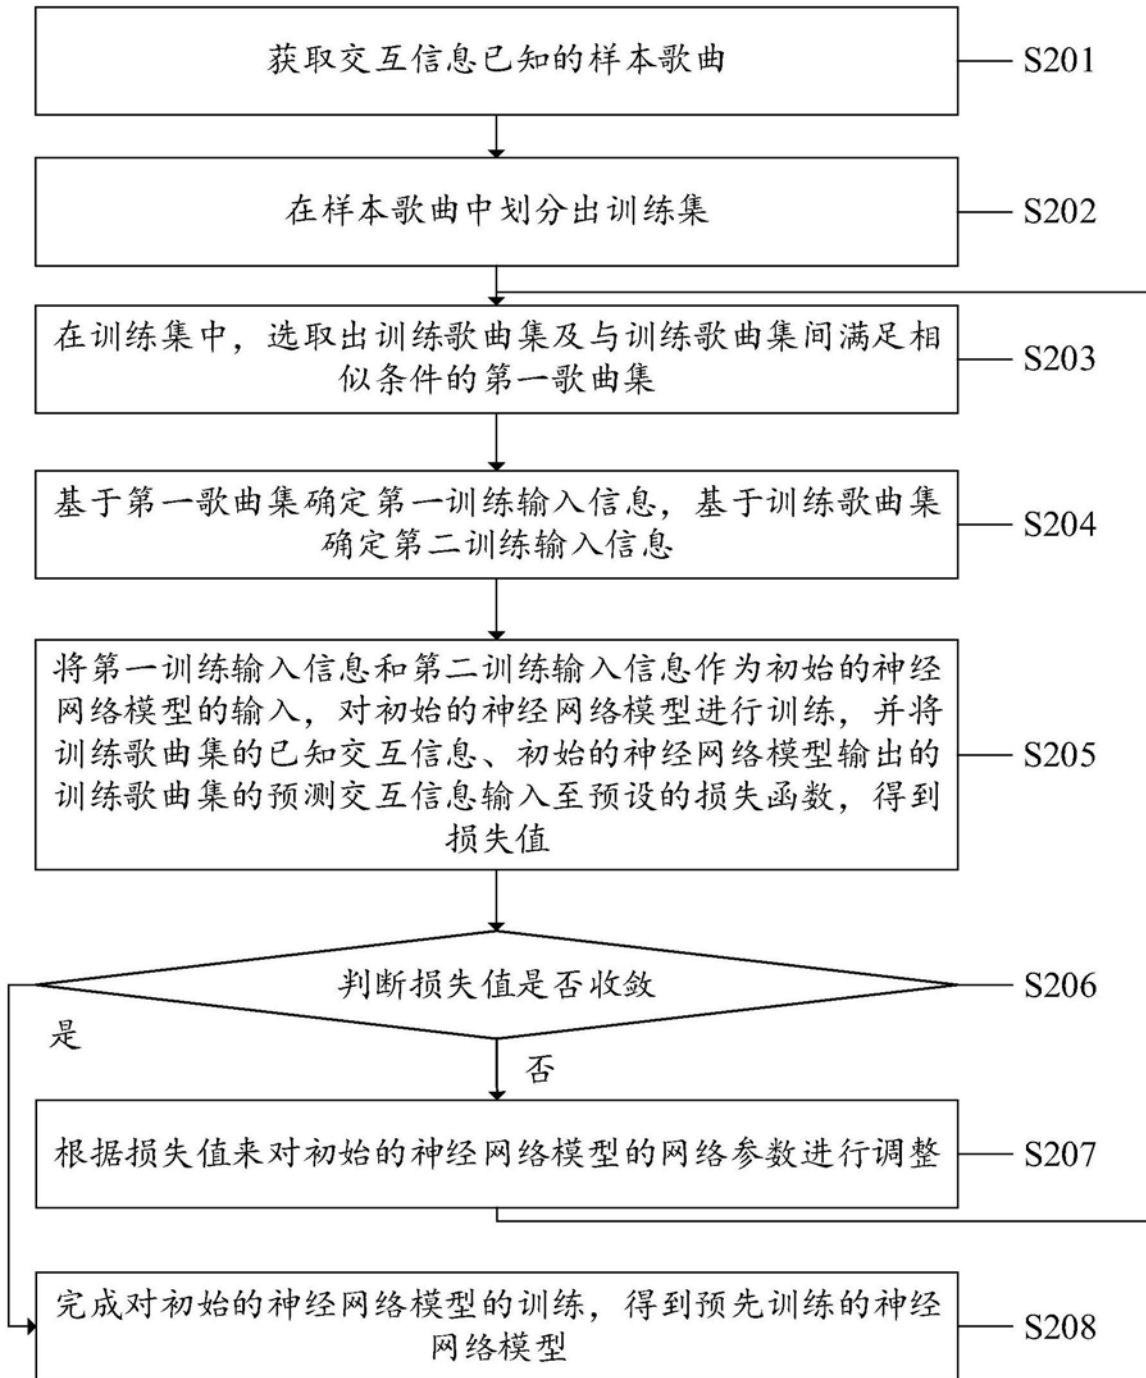 获取交互信息已知的样本歌曲
S201
在样本歌曲中划分出训练集
S202
在训练集中，选取出训练歌曲集及与训练歌曲集间满足相
似条件的第一歌曲集
S203
基于第一歌曲集确定第一训练输入信息，基于训练歌曲集
确定第二训练输入信息
S204
将第一训练输入信息和第二训练输入信息作为初始的神经
网络模型的输入，对初始的神经网络模型进行训练，并将
训练歌曲集的已知交互信息、初始的神经网络模型输出的
训练歌曲集的预测交互信息输入至预设的损失函数，得到
损失值
S205
判断损失值是否收敛
S206
是
否
根据损失值来对初始的神经网络模型的网络参数进行调整
S207
完成对初始的神经网络模型的训练，得到预先训练的神经
网络模型
S208